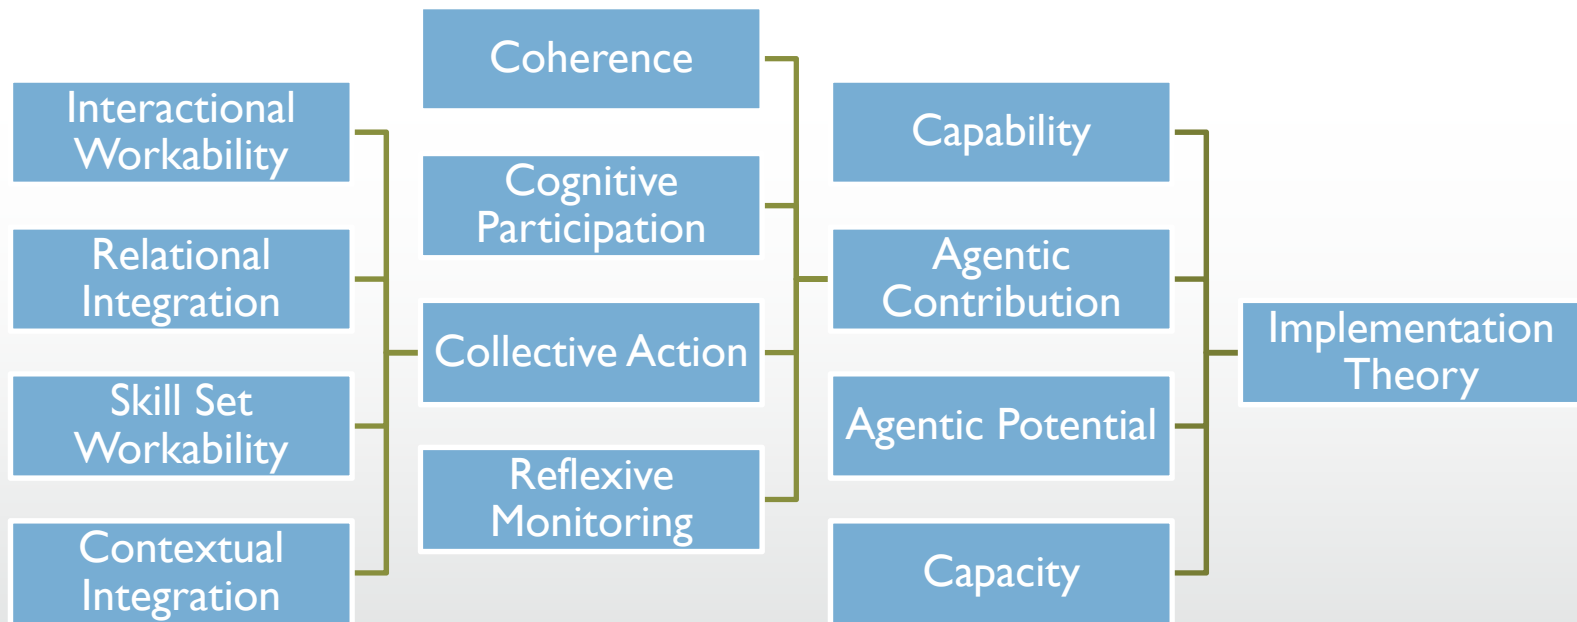 Interactional
Workability
Relational
Integration
Skill Set
Workability
Contextual
Integration
Coherence
Cognitive
Participation
Collective Action
Reflexive
Monitoring
Capability
Agentic
Contribution
Agentic Potential
Capacity
Implementation
Theory